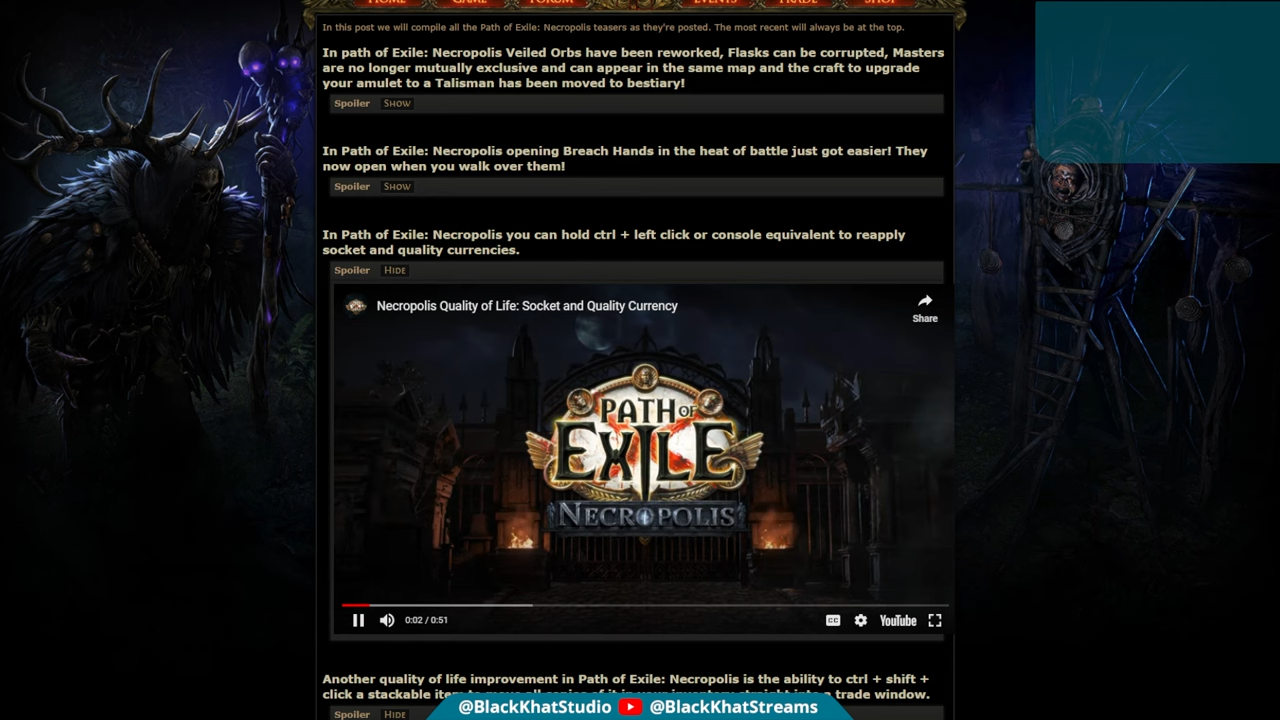 HOME GAME FORUM EVENTS TRADE SHOP
In this post we will compile all the Path of Exile: Necropolis teasers as they're posted. The most recent will always be at the top.
In path of Exile: Necropolis Veiled Orbs have been reworked, Flasks can be corrupted, Masters
are no longer mutually exclusive and can appear in the same map and the craft to upgrade
your amulet to a Talisman has been moved to bestiary!
Spoiler SHOW
In Path of Exile: Necropolis opening Breach Hands in the heat of battle just got easier! They
now open when you walk over them!
Spoiler SHOW
In Path of Exile: Necropolis you can hold ctrl + left click or console equivalent to reapply
socket and quality currencies.
Spoiler HIDE
Necropolis Quality of Life: Socket and Quality Currency
Share
PATH OF
EXILE
NECROPOLIS
0:02 / 0:51
CC
YouTube
Another quality of life improvement in Path of Exile: Necropolis is the ability to ctrl + shift +
click a stackable item to move all copies of it in your inventory straight into a trade window.
Spoiler HIDE
@BlackKhatStudio @BlackKhatStreams